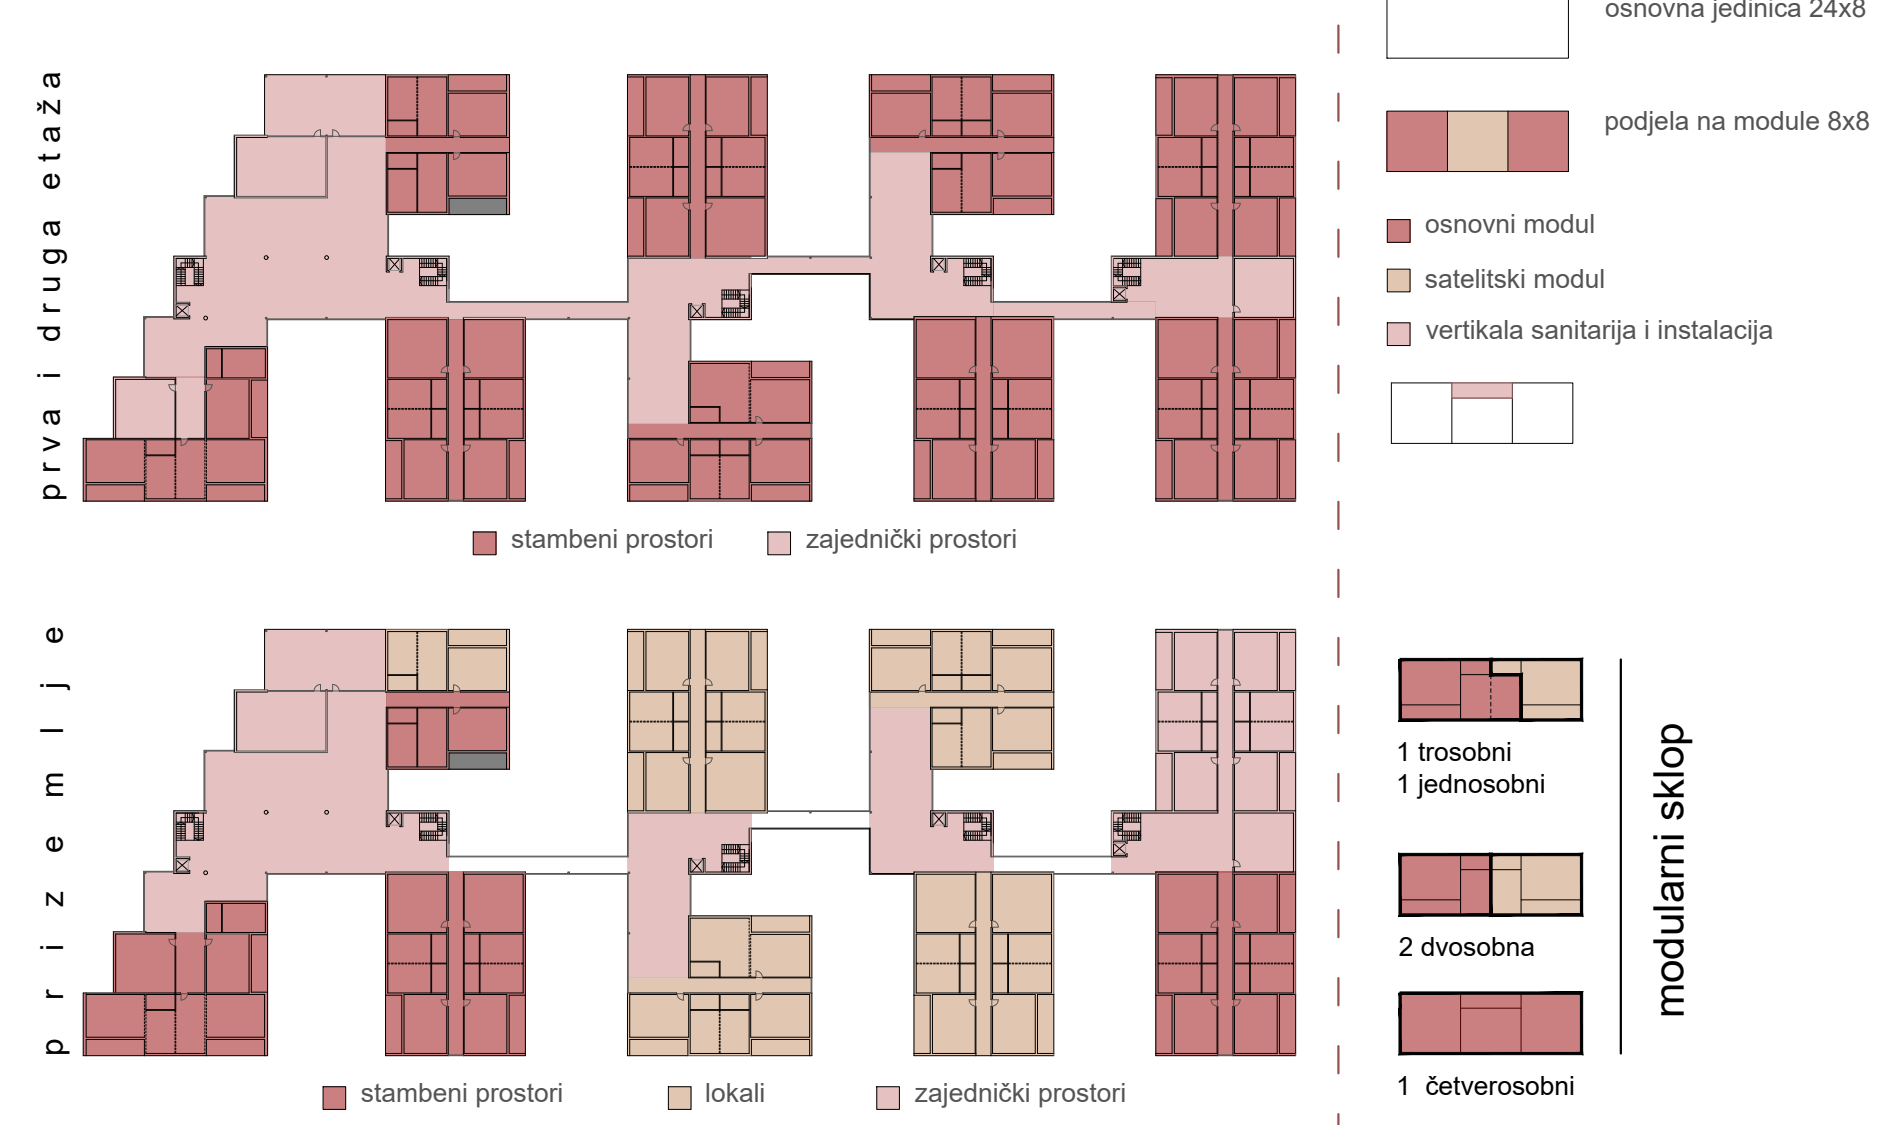 prva i druga etaža
stambeni prostori
zajednički prostori
prizemlje
stambeni prostori
lokali
zajednički prostori
osnovna jedinica 24x8
podjela na module 8x8
osnovni modul
satelitski modul
vertikala sanitarija i instalacija
1 trosobni
1 jednosobni
2 dvosobna
1 četverosobni
modularni sklop